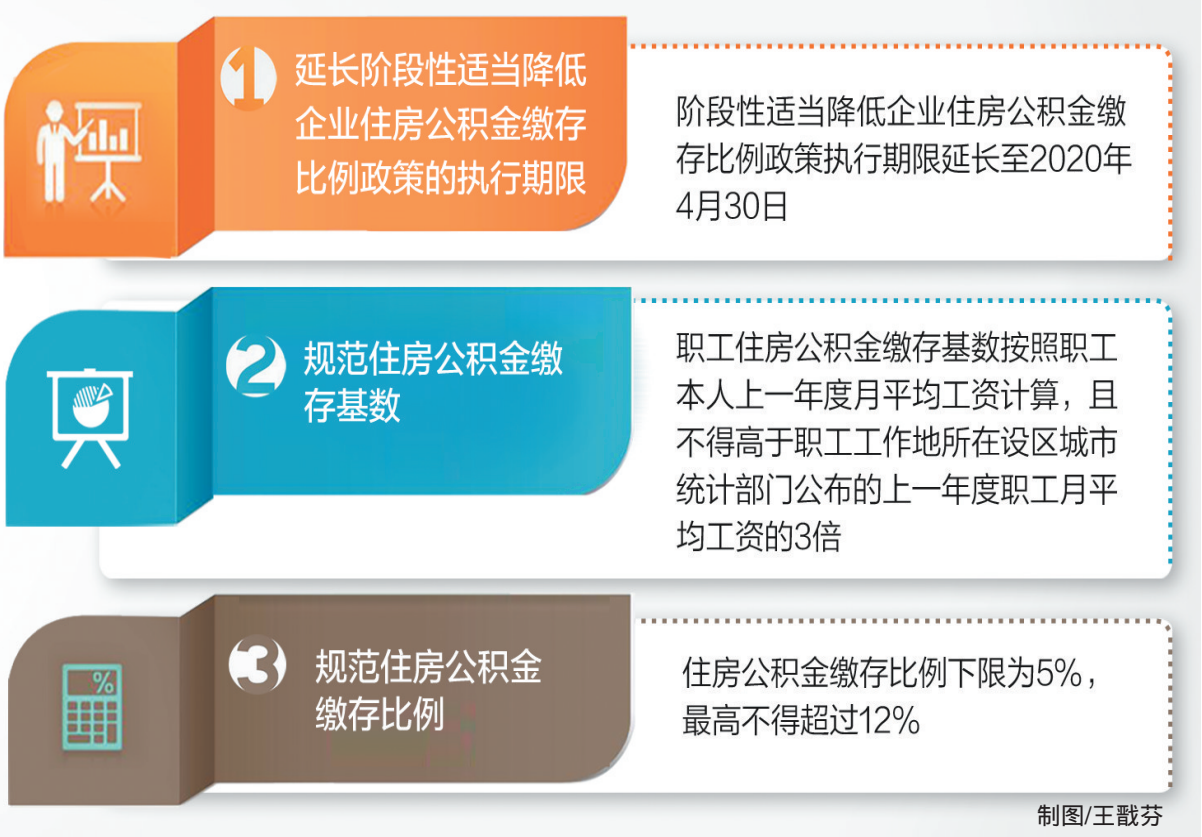 1
延长阶段性适当降低
企业住房公积金缴存
比例政策的执行期限
阶段性适当降低企业住房公积金缴
存比例政策执行期限延长至2020年
4月30日
2
规范住房公积金缴
存基数
职工住房公积金缴存基数按照职工
本人上一年度月平均工资计算，且
不得高于职工工作地所在设区城市
统计部门公布的上一年度职工月平
均工资的3倍
3
规范住房公积金
缴存比例
%
住房公积金缴存比例下限为5%，
最高不得超过12%
制图/王戬芬